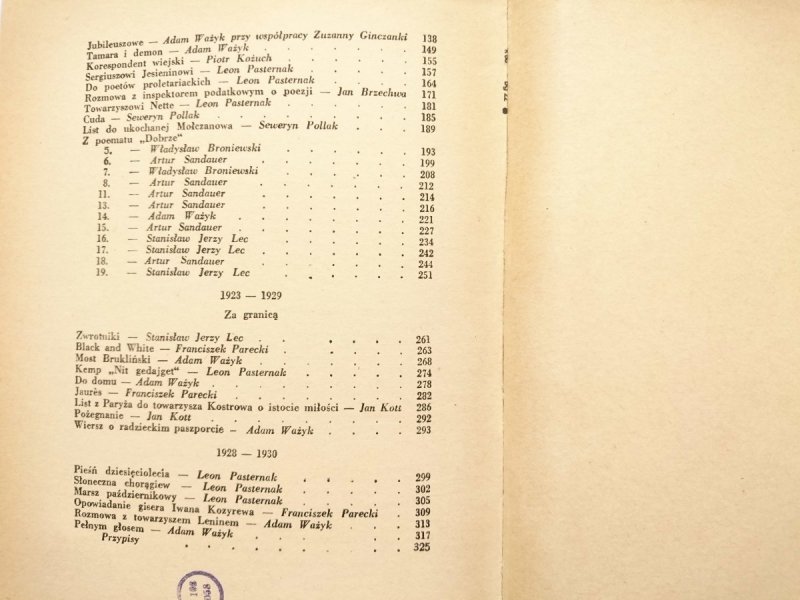 Jubileuszowe — Adam Ważyk przy współpracy Zuzanny Ginczanki 138
Tamara i demon — Adam Ważyk . . . . . . 149
Korespondent wiejski — Piotr Kożuch . . . . . 155
Sergiuszowi Jesieninowi — Leon Pasternak . . . . . 157
Do poetów proletariackich — Leon Pasternak . . . . 164
Rozmowa z inspektorem podatkowym o poezji — Jan Brzechwa 171
Towarzyszowi Nette — Leon Pasternak . . . . . 181
Cuda — Seweryn Pollak . . . . . . . 185
List do ukochanej Mołczanowa — Seweryn Pollak . . . 189
Z poematu „Dobrze"
5. — Władysław Broniewski . . . . . 193
6. — Artur Sandauer . . . . . . 199
7. — Władysław Broniewski . . . . . 208
8. — Artur Sandauer . . . . . . 212
11. — Artur Sandauer . . . . . . 214
13. — Artur Sandauer . . . . . . 216
14. — Adam Ważyk . . . . . . . 221
15. — Artur Sandauer . . . . . . 227
16. — Stanisław Jerzy Lec . . . . . 234
17. — Stanisław Jerzy Lec . . . . . . 242
18. — Artur Sandauer . . . . . . 244
19. — Stanisław Jerzy Lec . . . . . 251
1923 — 1929
Za granicą
Zwrotniki — Stanisław Jerzy Lec . . . . . . 261
Black and White — Franciszek Parecki . . . . . 263
Most Brukliński — Adam Ważyk . . . . . . 268
Kemp „Nit gedajget" — Leon Pasternak . . . . . 274
Do domu — Adam Ważyk . . . . . . . 278
Jaurès — Franciszek Parecki . . . . . . 282
List z Paryża do towarzysza Kostrowa o istocie miłości — Jan Kott 286
Pożegnanie — Jan Kott . . . . . . . 292
Wiersz o radzieckim paszporcie — Adam Ważyk . . . . 293
1928 — 1930
Pieśń dziesięciolecia — Leon Pasternak . . . . . 299
Słoneczna chorągiew — Leon Pasternak . . . . . 302
Marsz październikowy — Leon Pasternak . . . . . 305
Opowiadanie gisera Iwana Kozyrewa — Franciszek Parecki . 309
Rozmowa z towarzyszem Leninem — Adam Ważyk . . . 313
Pełnym głosem — Adam Ważyk . . . . . . 317
Przypisy . . . . . . . . 325